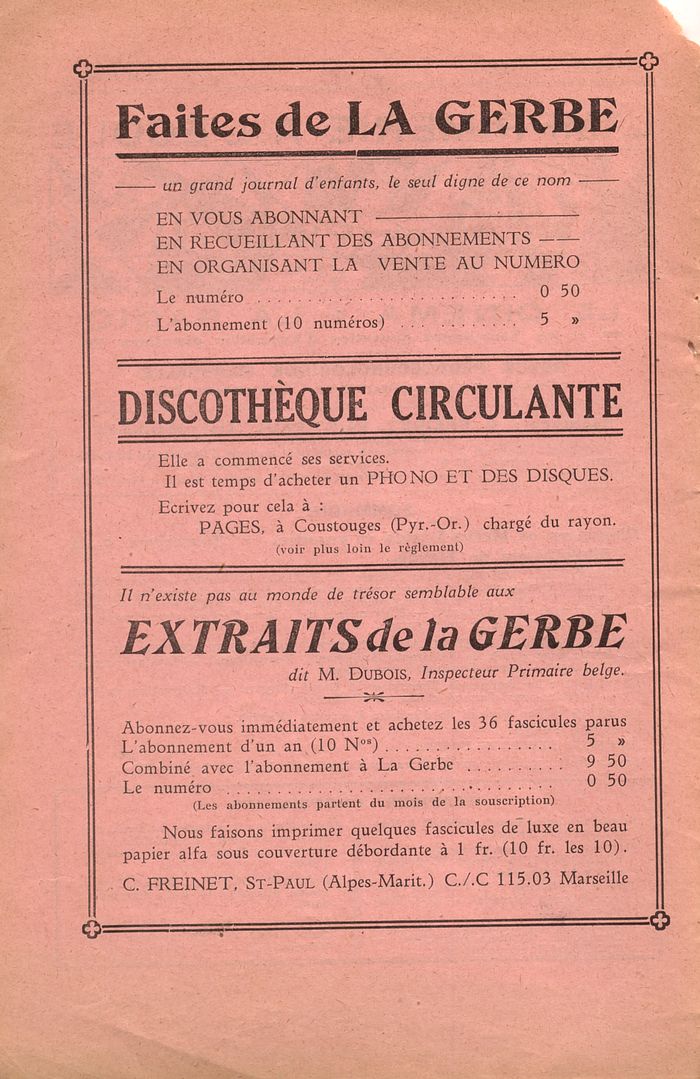 Faites de LA GERBE
un grand journal d'enfants, le seul digne de ce nom
EN VOUS ABONNANT
EN RECUEILLANT DES ABONNEMENTS
EN ORGANISANT LA VENTE AU NUMERO
Le numéro . . . . . . . . . . . . . . . . . . . . . . . . . 0 50
L'abonnement (10 numéros) . . . . . . . . . . . 5 »
DISCOTHÈQUE CIRCULANTE
Elle a commencé ses services.
Il est temps d'acheter un PHONO ET DES DISQUES.
Ecrivez pour cela à :
PAGES, à Coustouges (Pyr.-Or.) chargé du rayon.
(voir plus loin le règlement)
Il n'existe pas au monde de trésor semblable aux
EXTRAITS de la GERBE
dit M. DUBOIS, Inspecteur Primaire belge.
Abonnez-vous immédiatement et achetez les 36 fascicules parus
L'abonnement d'un an (10 Nos) . . . . . . . . . . . . . . . . . 5 »
Combiné avec l'abonnement à La Gerbe . . . . . . . . . . 9 50
Le numéro . . . . . . . . . . . . . . . . . . . . . . . . . . . . . . . . . 0 50
(Les abonnements partent du mois de la souscription)
Nous faisons imprimer quelques fascicules de luxe en beau
papier alfa sous couverture débordante à 1 fr. (10 fr. les 10).
C. FREINET, ST-PAUL (Alpes-Marit.) C./.C 115.03 Marseille